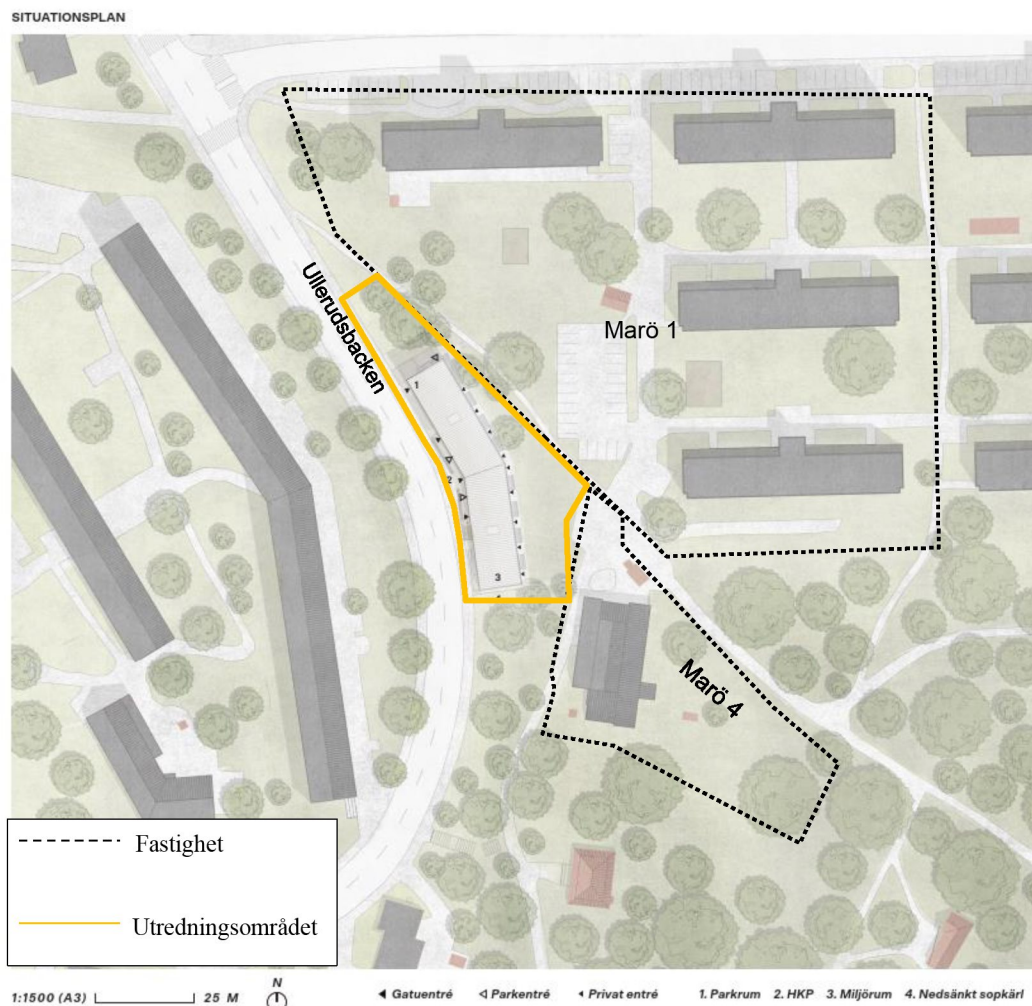 SITUATIONSPLAN
Ullerudsbacken
Marö 1
1
2
3
Marö 4
Fastighet
Utredningsområdet
1:1500 (A3) 25 M N Gatuentré Parkentré Privat entré 1. Parkrum 2. HKP 3. Miljörum 4. Nedsänkt sopkärl